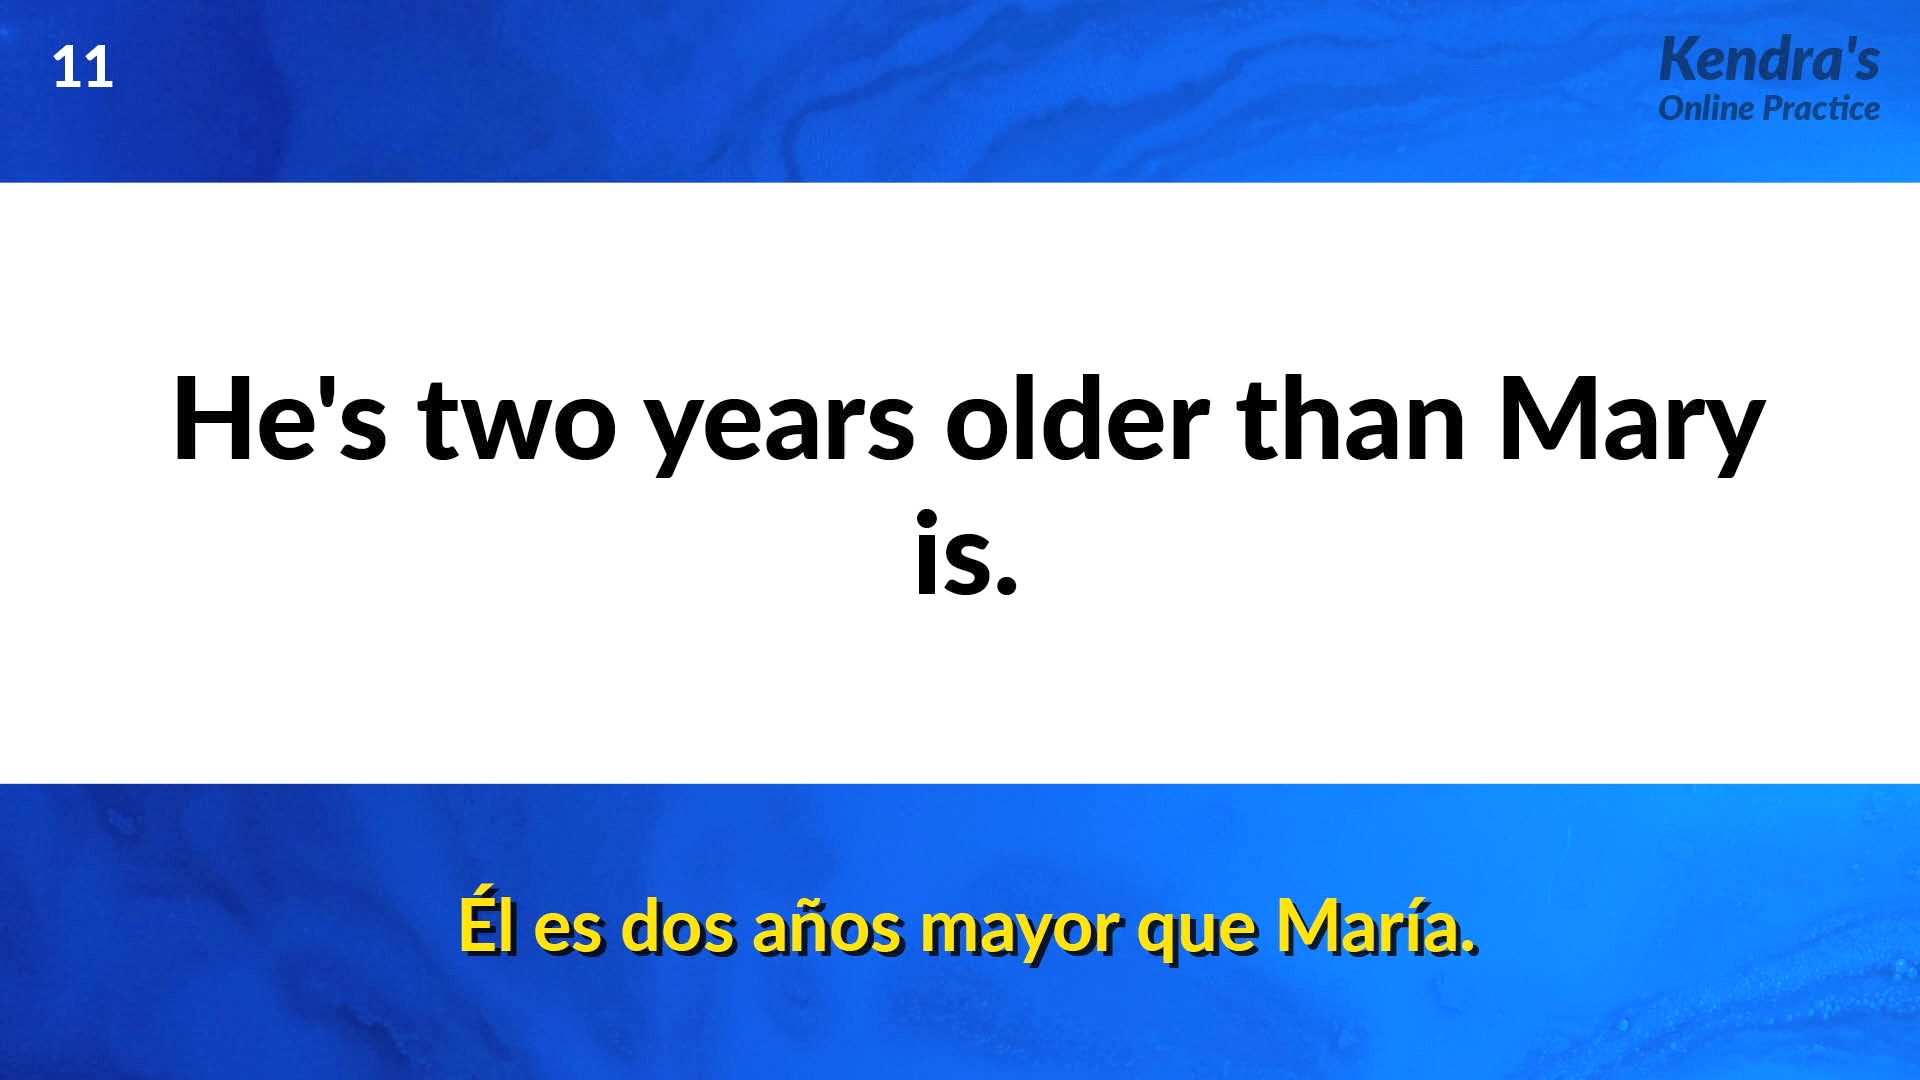 11
Kendra's
Online Practice
He's two years older than Mary
is.
Él es dos años mayor que María.